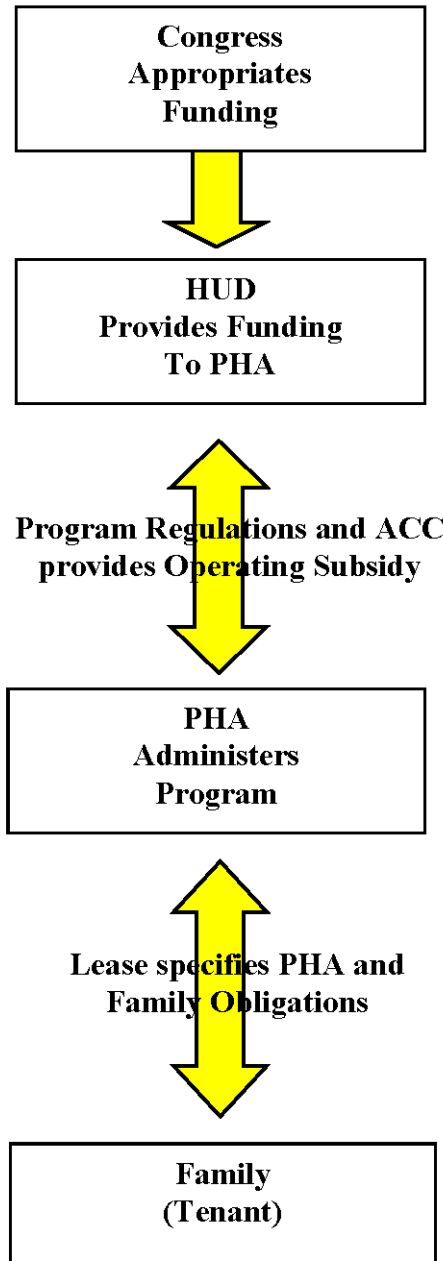 Congress
Appropriates
Funding
HUD
Provides Funding
To PHA
Program Regulations and ACC
provides Operating Subsidy
PHA
Administers
Program
Lease specifies PHA and
Family Obligations
Family
(Tenant)